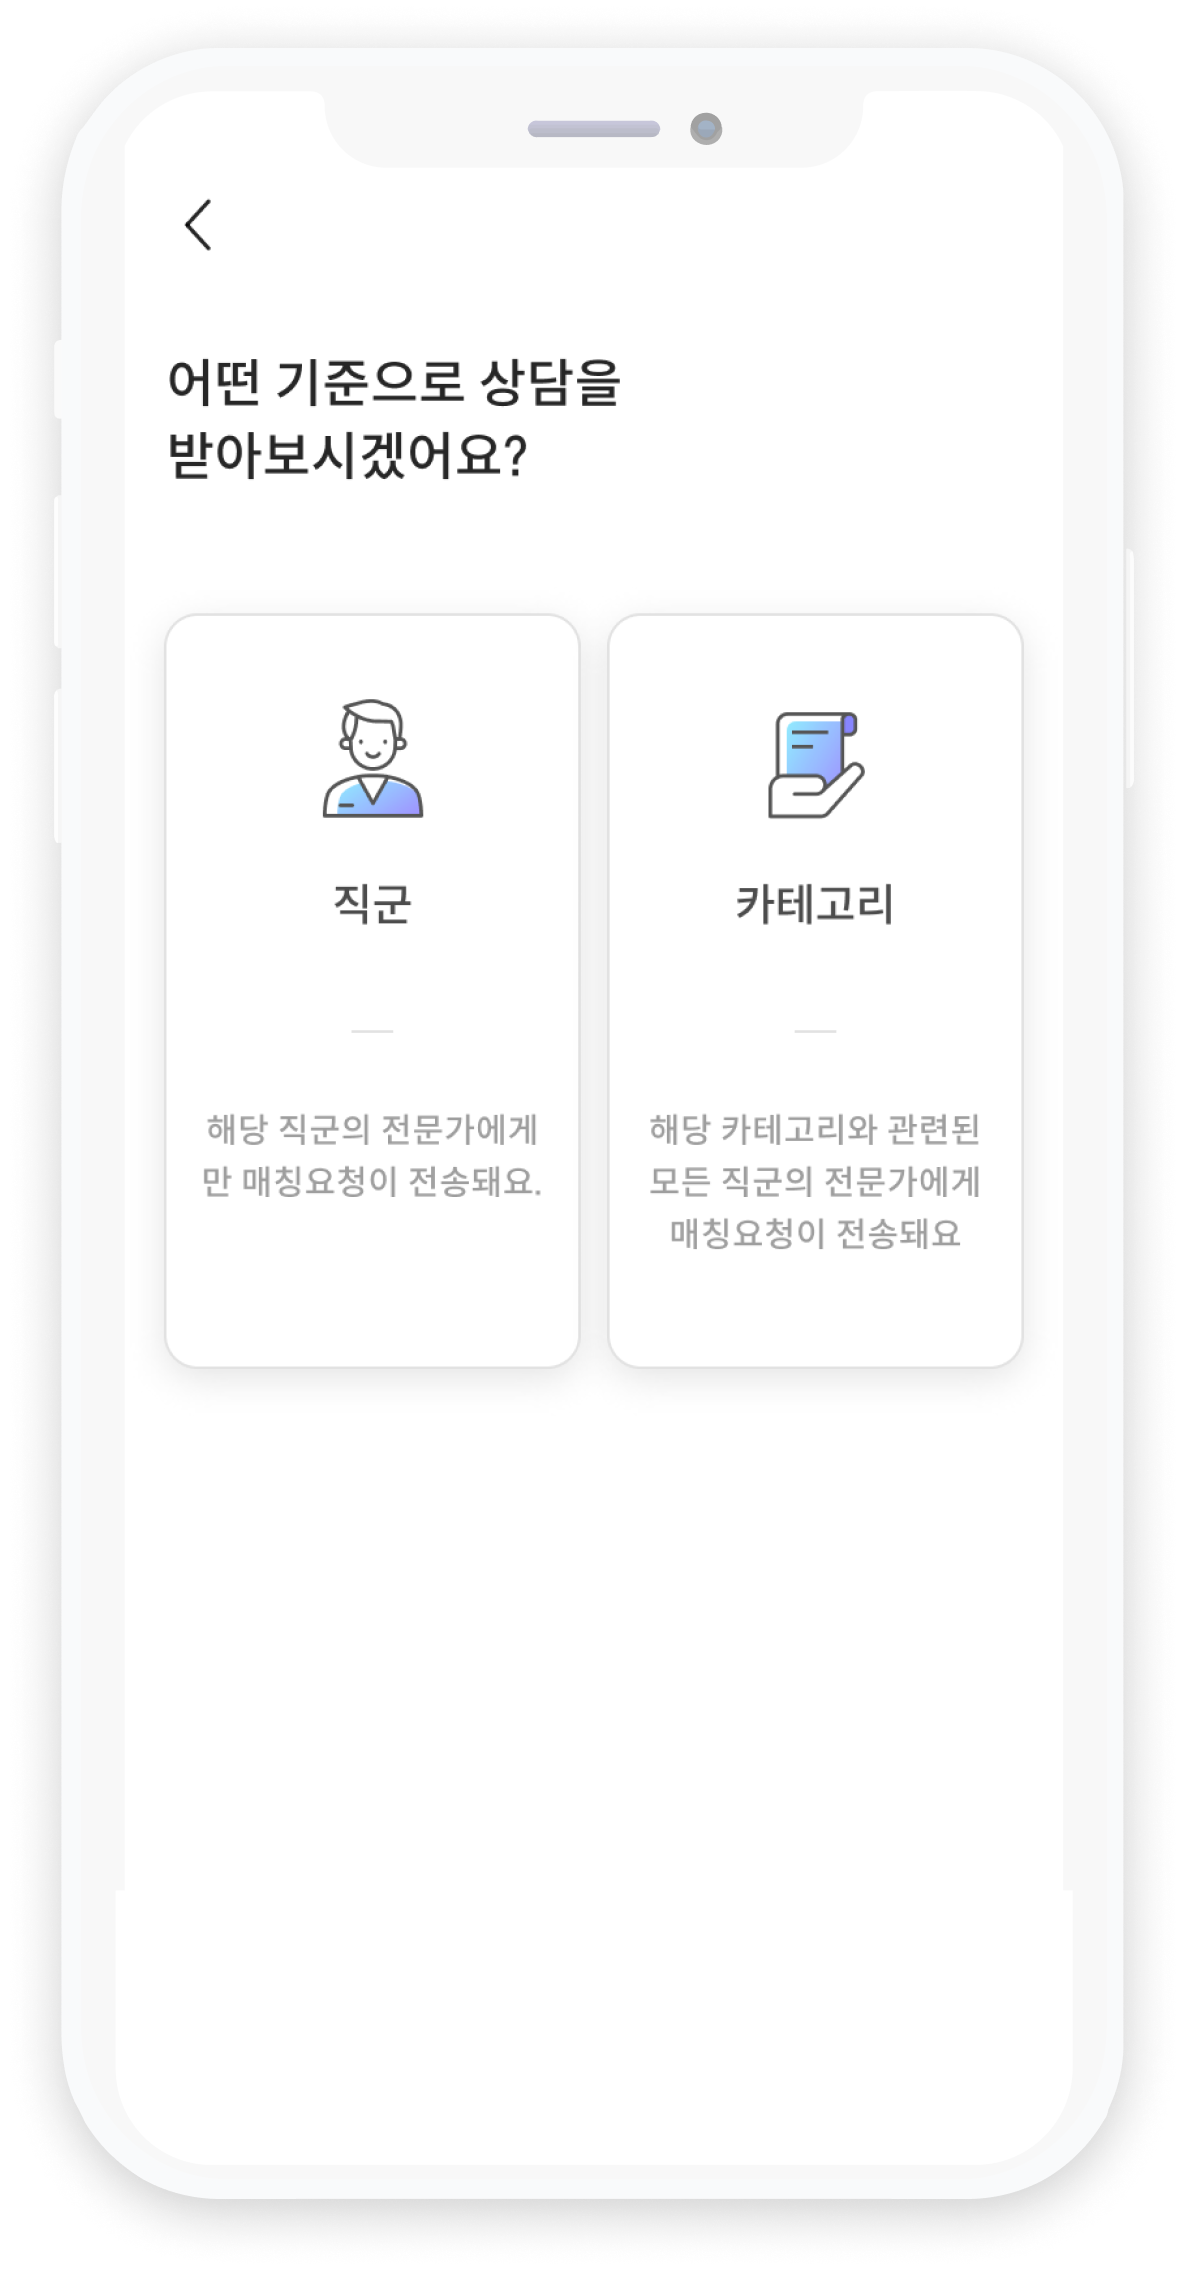 어떤 기준으로 상담을
받아보시겠어요?
직군
해당 직군의 전문가에게
만 매칭요청이 전송돼요.
카테고리
해당 카테고리와 관련된
모든 직군의 전문가에게
매칭요청이 전송돼요